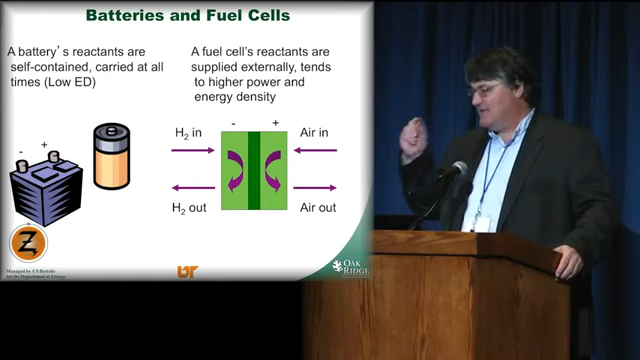 Batteries and Fuel Cells
A battery's reactants are
self-contained, carried at all
times (Low ED)
A fuel cell's reactants are
supplied externally, tends
to higher power and
energy density
- +
- +
H2 in
Air in
H2 out
Air out
Z
Managed by UT-Battelle
for the Department of Energy
UT
OAK
RIDGE